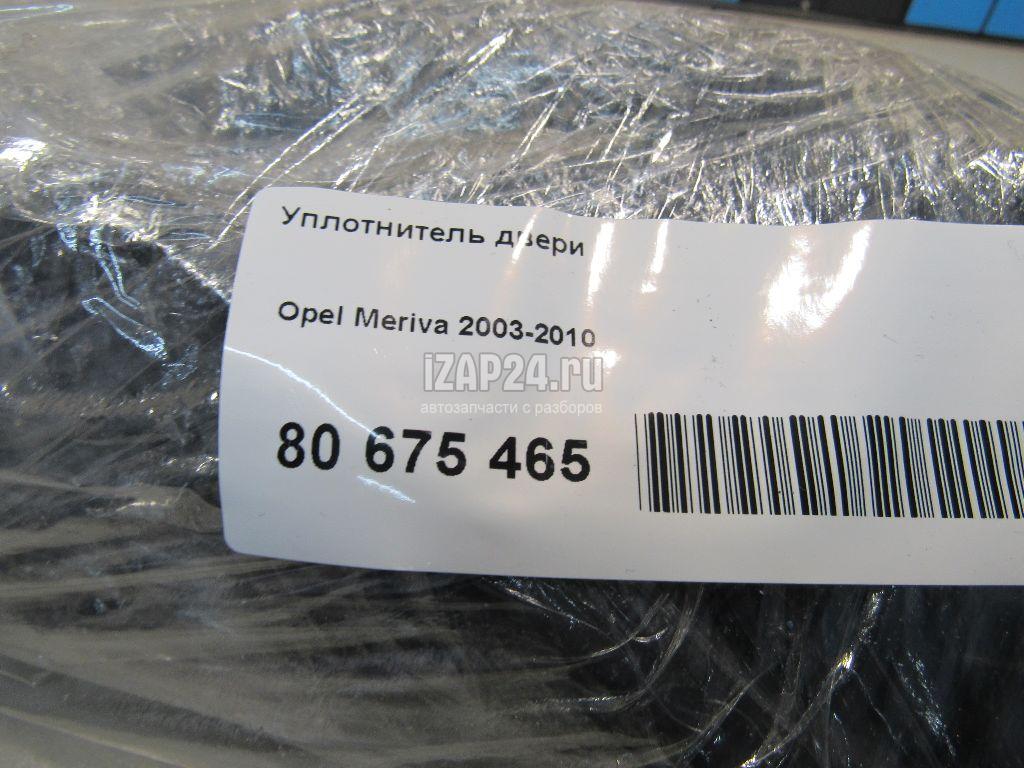 Уплотнитель двери
Opel Meriva 2003-2010
iZAP24.ru
автозапчасти с разборов
80 675 465